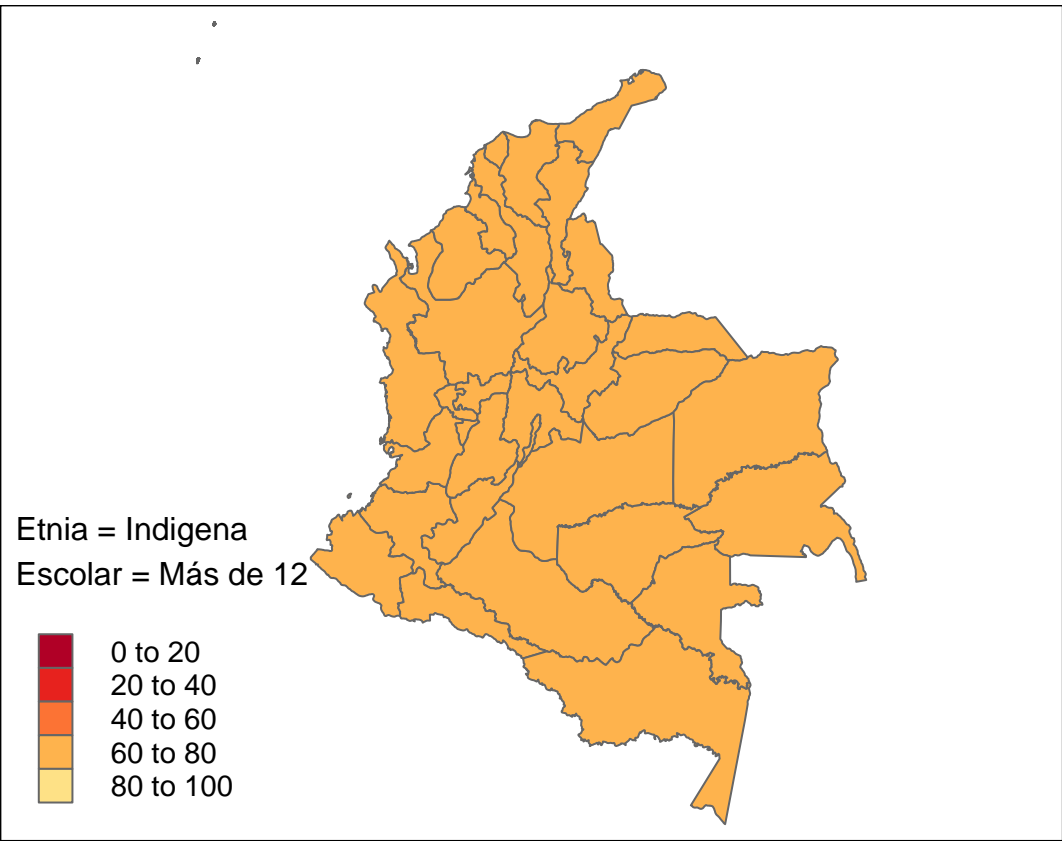 Etnia = Indigena
Escolar = Más de 12
0 to 20
20 to 40
40 to 60
60 to 80
80 to 100